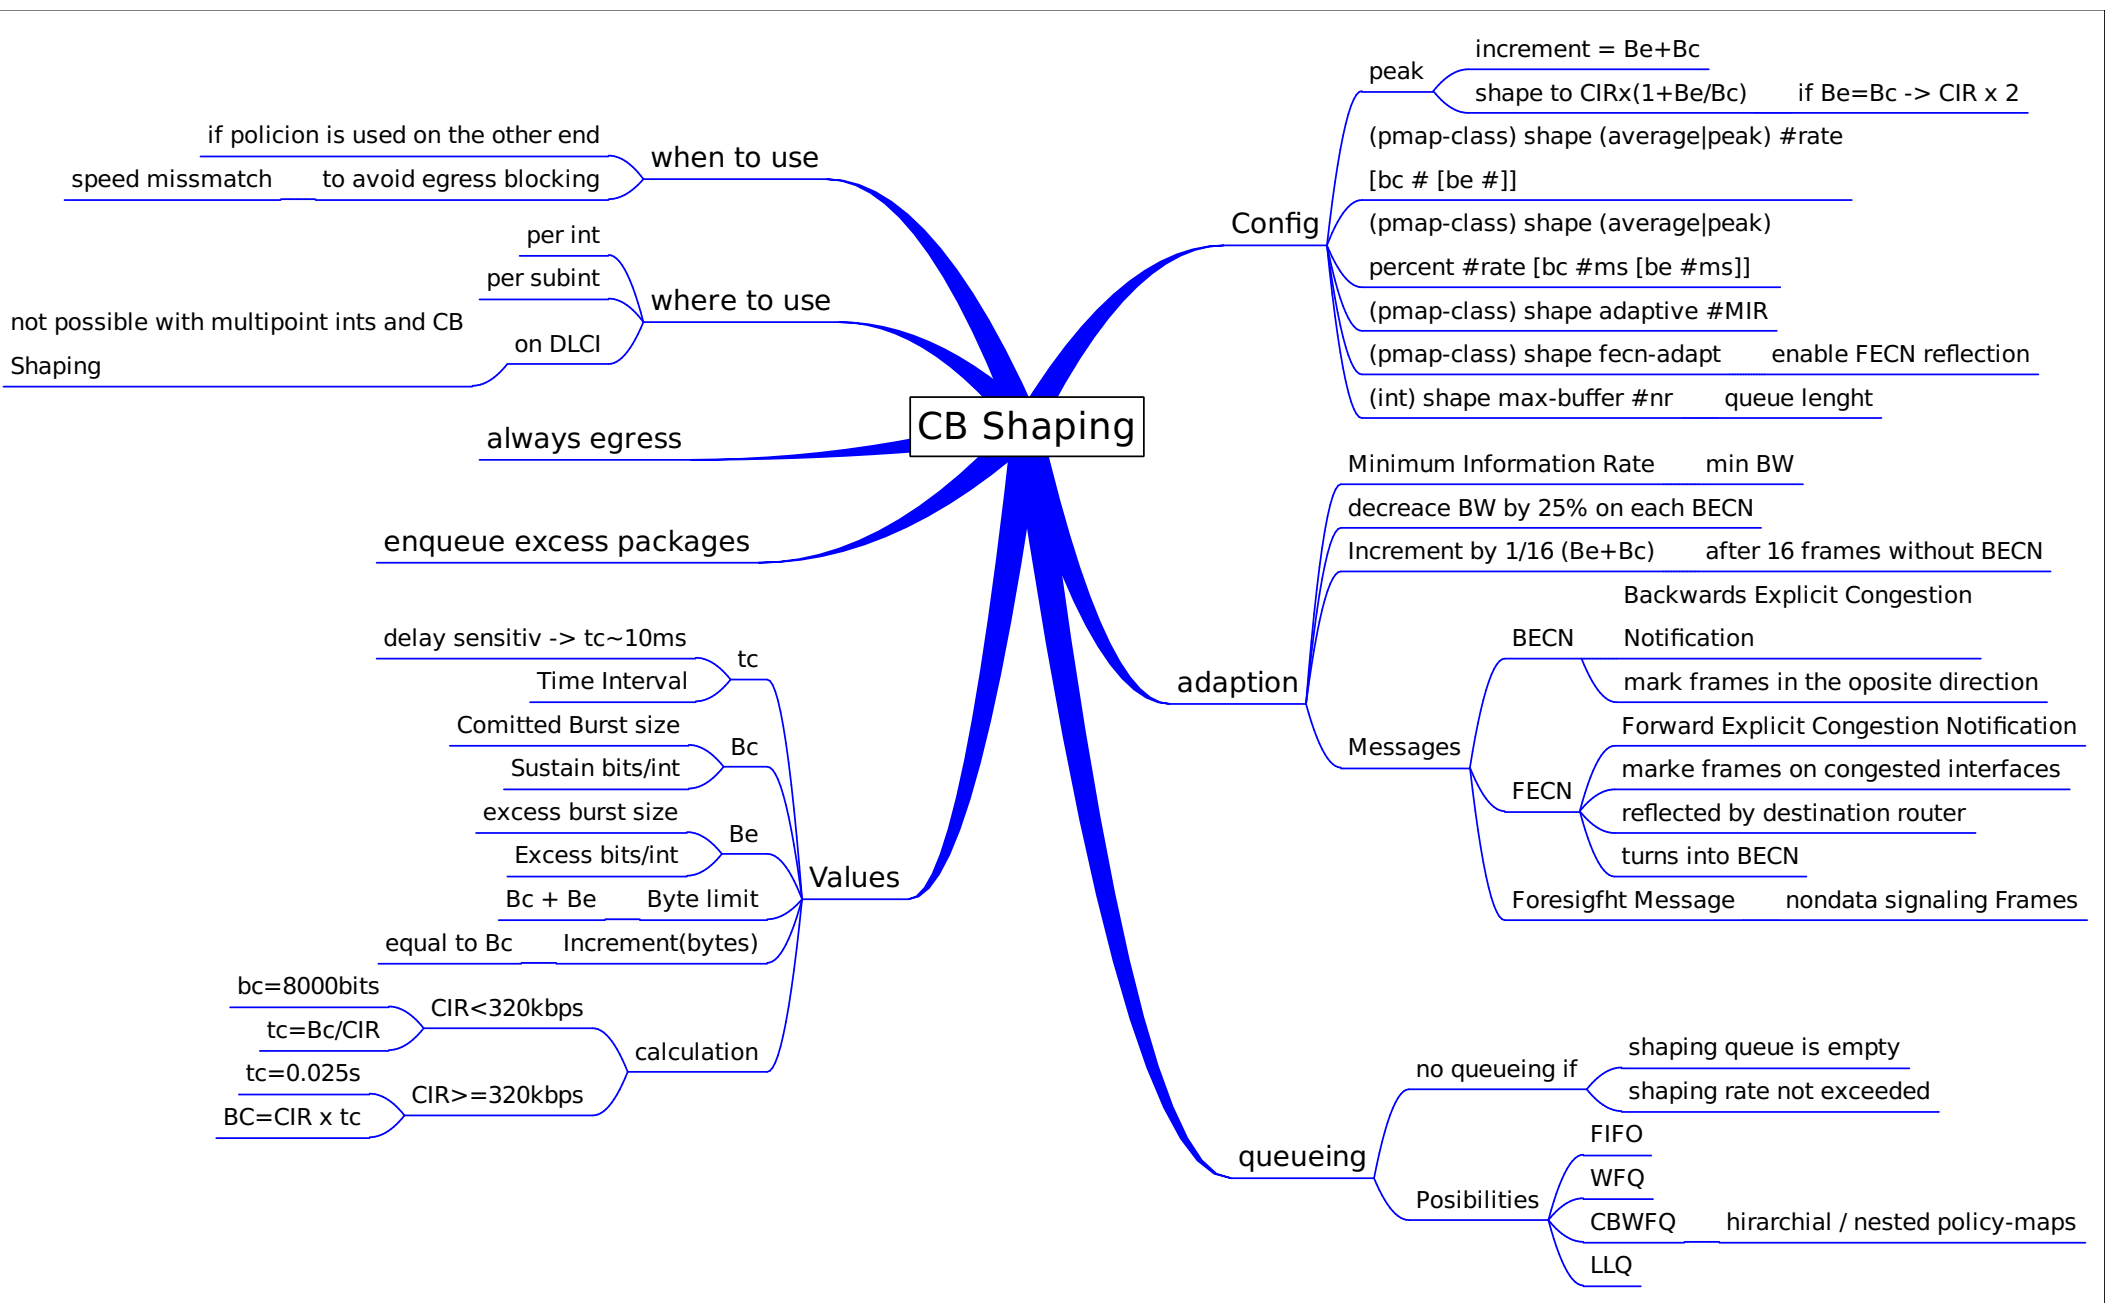 CB Shaping
when to use
if policion is used on the other end
to avoid egress blocking
speed missmatch
where to use
per int
per subint
on DLCI
not possible with multipoint ints and CB
Shaping
always egress
enqueue excess packages
Values
tc
delay sensitiv -> tc~10ms
Time Interval
Bc
Comitted Burst size
Sustain bits/int
Be
excess burst size
Excess bits/int
Byte limit
Bc + Be
Increment(bytes)
equal to Bc
calculation
CIR<320kbps
bc=8000bits
tc=Bc/CIR
CIR>=320kbps
tc=0.025s
BC=CIR x tc
Config
peak
increment = Be+Bc
shape to CIRx(1+Be/Bc)
if Be=Bc -> CIR x 2
(pmap-class) shape (average|peak) #rate
[bc # [be #]]
(pmap-class) shape (average|peak)
percent #rate [bc #ms [be #ms]]
(pmap-class) shape adaptive #MIR
(pmap-class) shape fecn-adapt
enable FECN reflection
(int) shape max-buffer #nr
queue lenght
adaption
Minimum Information Rate
min BW
decreace BW by 25% on each BECN
Increment by 1/16 (Be+Bc)
after 16 frames without BECN
Messages
BECN
Backwards Explicit Congestion
Notification
mark frames in the oposite direction
FECN
Forward Explicit Congestion Notification
marke frames on congested interfaces
reflected by destination router
turns into BECN
Foresigfht Message
nondata signaling Frames
queueing
no queueing if
shaping queue is empty
shaping rate not exceeded
Posibilities
FIFO
WFQ
CBWFQ
hirarchial / nested policy-maps
LLQ